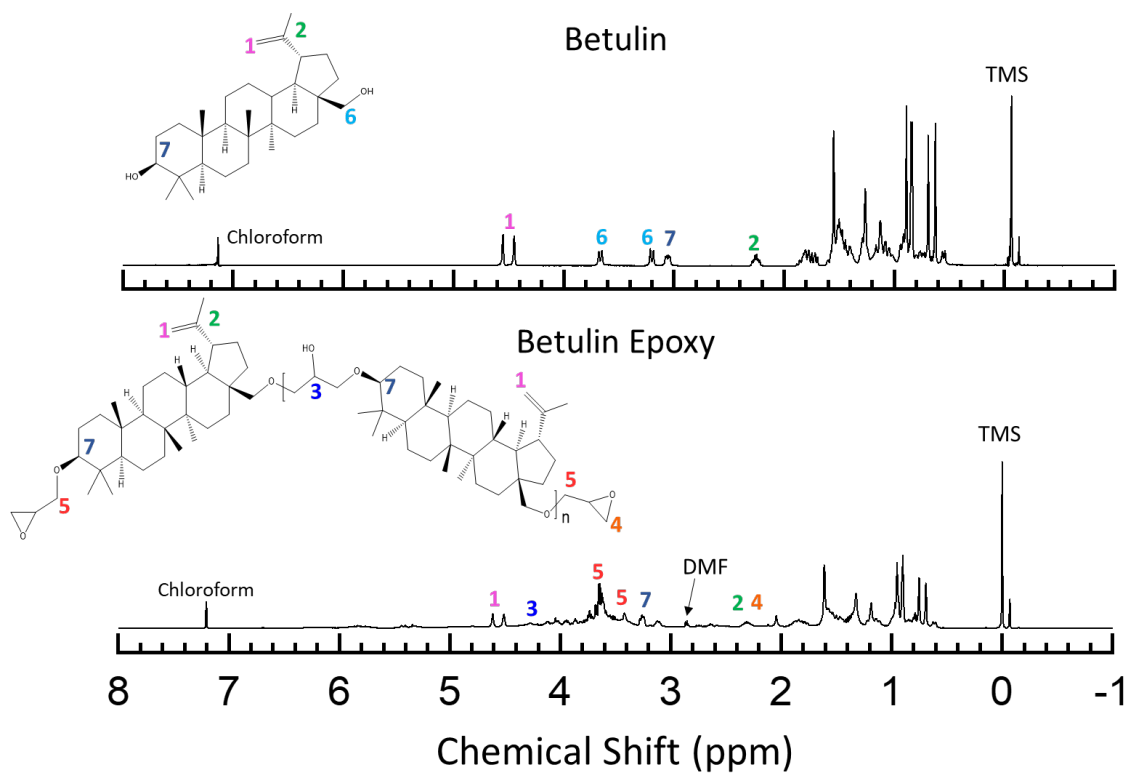 Betulin
1
2
OH
6
7
HO
H
H
H
TMS
Chloroform
1
6
6
7
2
Betulin Epoxy
1
2
HO
3
O
O
7
1
H
H
H
H
H
H
H
H
7
O
5
O
5
O
O
n
4
TMS
Chloroform
1
3
5
5
7
DMF
2
4
8
7
6
5
4
3
2
1
0
-1
Chemical Shift (ppm)